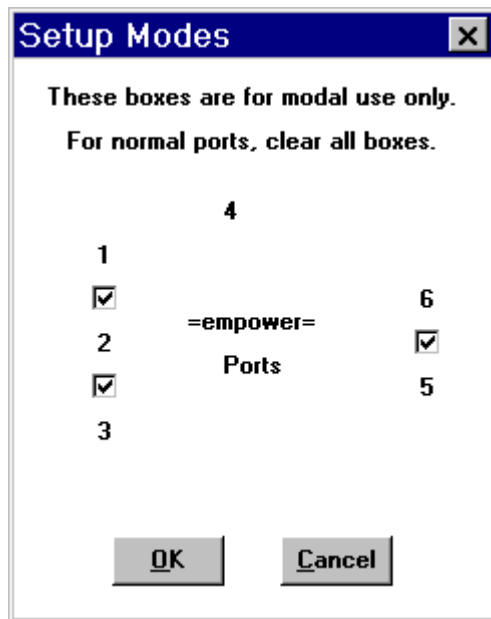 Setup Modes
These boxes are for modal use only.
For normal ports, clear all boxes.
4
1
6
=empower=
2
Ports
5
3
OK
Cancel